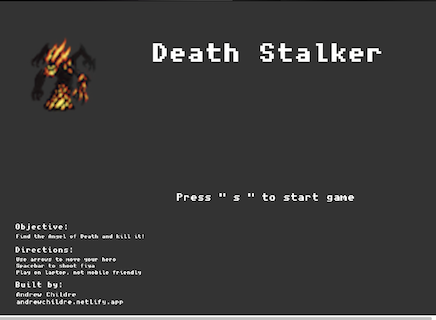 Death Stalker
Press " s " to start game
Objective:
Find the Angel of Death and kill it!
Directions:
Use arrows to move your hero
Spacebar to shoot fiya
Play on laptop, not mobile friendly
Built by:
Andrew Childre
andrewchildre.netlify.app